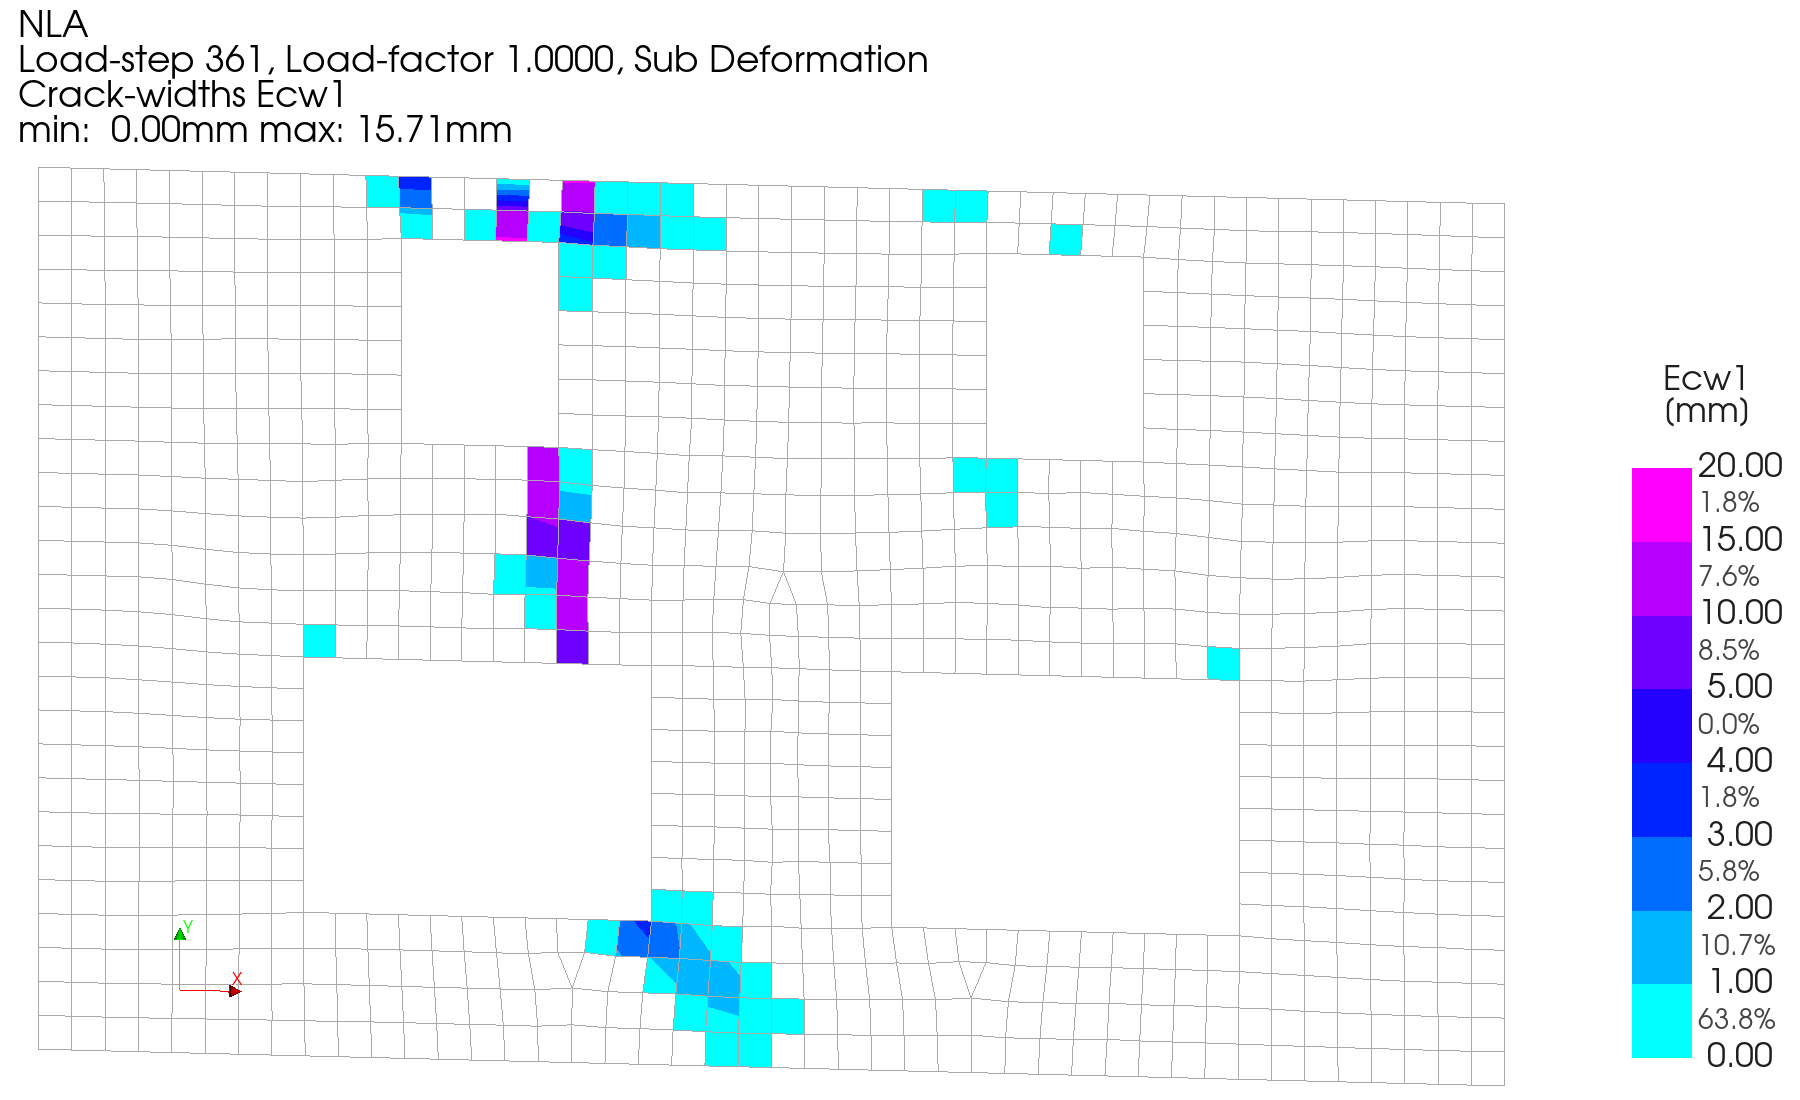 NLA
Load-step 361, Load-factor 1.0000, Sub Deformation
Crack-widths Ecw1
min:  0.00mm max: 15.71mm
Ecw1
(mm)
20.00
1.8%
15.00
7.6%
10.00
8.5%
5.00
0.0%
4.00
1.8%
3.00
5.8%
2.00
10.7%
1.00
63.8%
0.00
Y
X